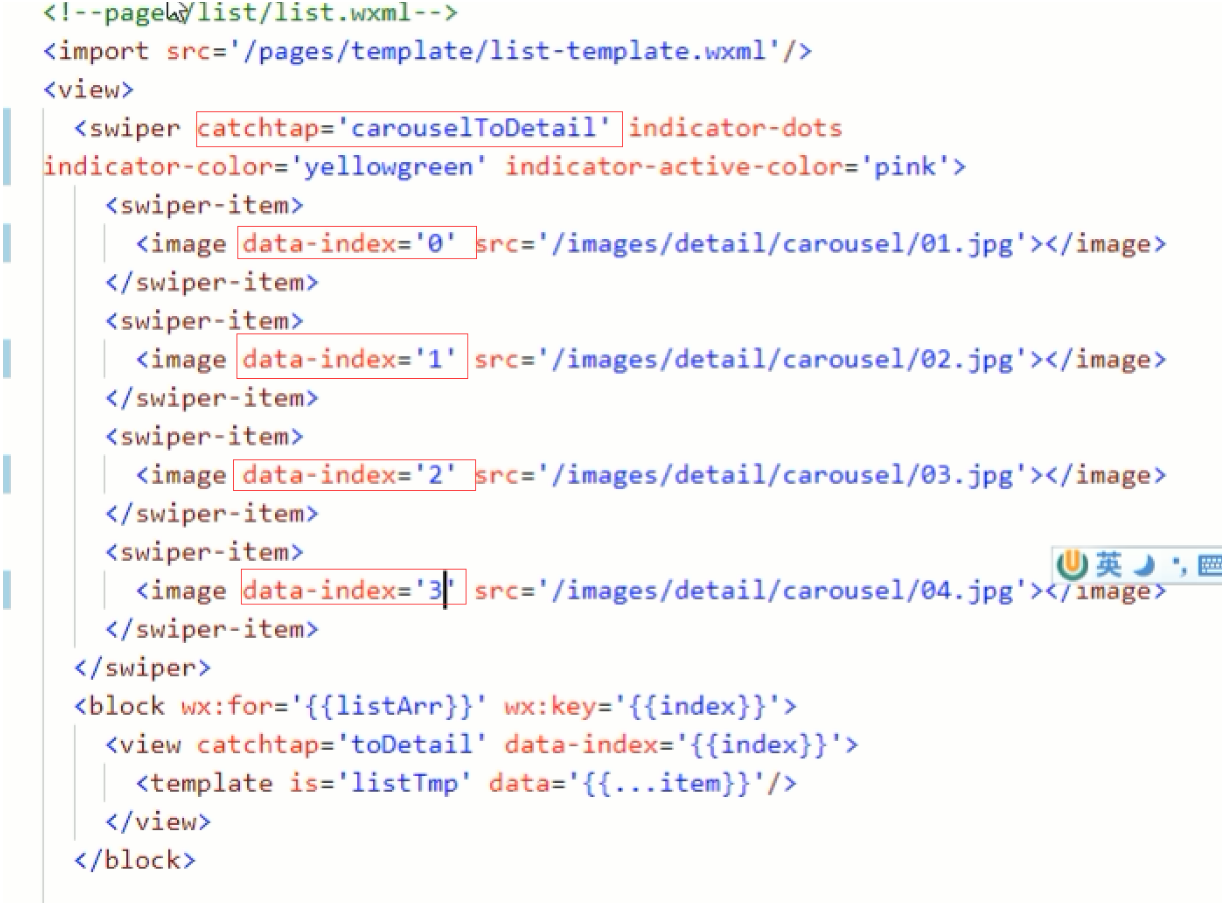 <!--pages/list/list.wxml-->
<import src='/pages/template/list-template.wxml'/>
<view>
<swiper catchtap='carouselToDetail' indicator-dots
indicator-color='yellowgreen' indicator-active-color='pink'>
<swiper-item>
<image data-index='0' src='/images/detail/carousel/01.jpg'></image>
</swiper-item>
<swiper-item>
<image data-index='1' src='/images/detail/carousel/02.jpg'></image>
</swiper-item>
<swiper-item>
<image data-index='2' src='/images/detail/carousel/03.jpg'></image>
</swiper-item>
<swiper-item>
<image data-index='3' src='/images/detail/carousel/04.jpg'></image>
英
</swiper-item>
</swiper>
<block wx:for='{{listArr}}' wx:key='{{index}}'>
<view catchtap='toDetail' data-index='{{index}}'>
<template is='listTmp' data='{{...item}}'/>
</view>
</block>